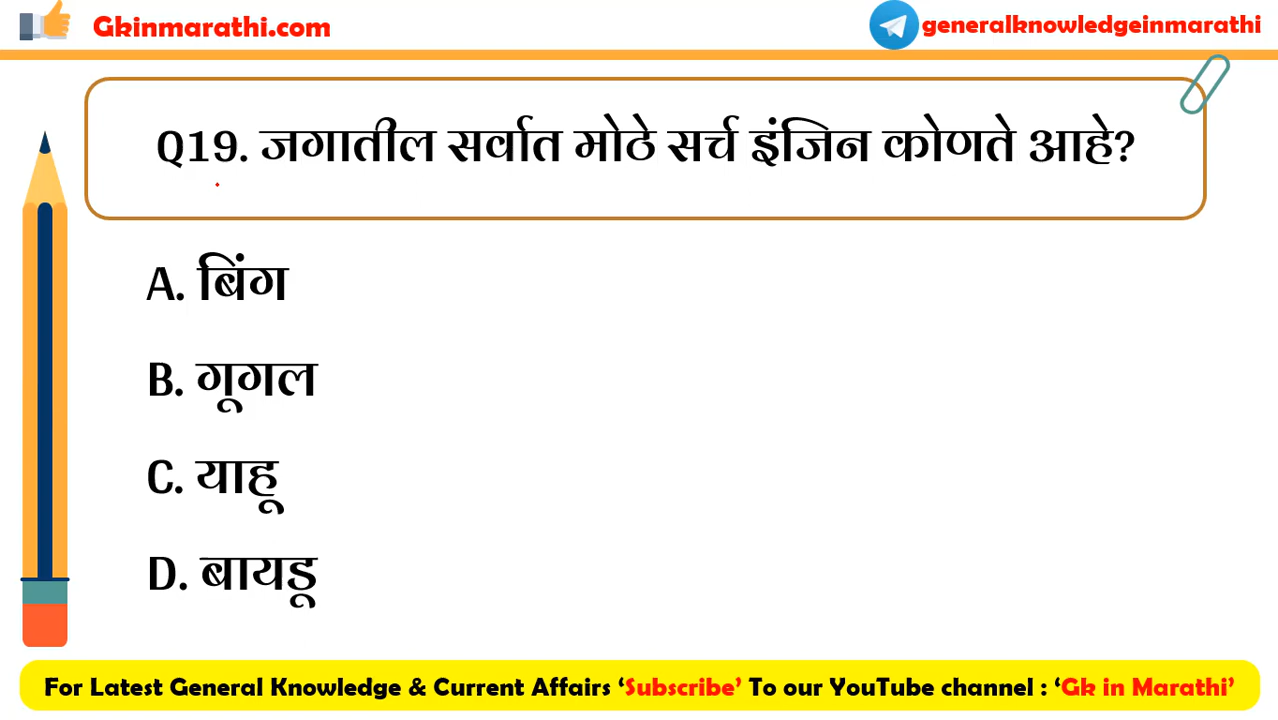 Gkinmarathi.com
generalknowledgeinmarathi
Q19. जगातील सर्वात मोठे सर्च इंजिन कोणते आहे?
A. बिंग
B. गूगल
C. याहू
D. बायडू
For Latest General Knowledge & Current Affairs ‘Subscribe’ To our YouTube channel : ‘Gk in Marathi’